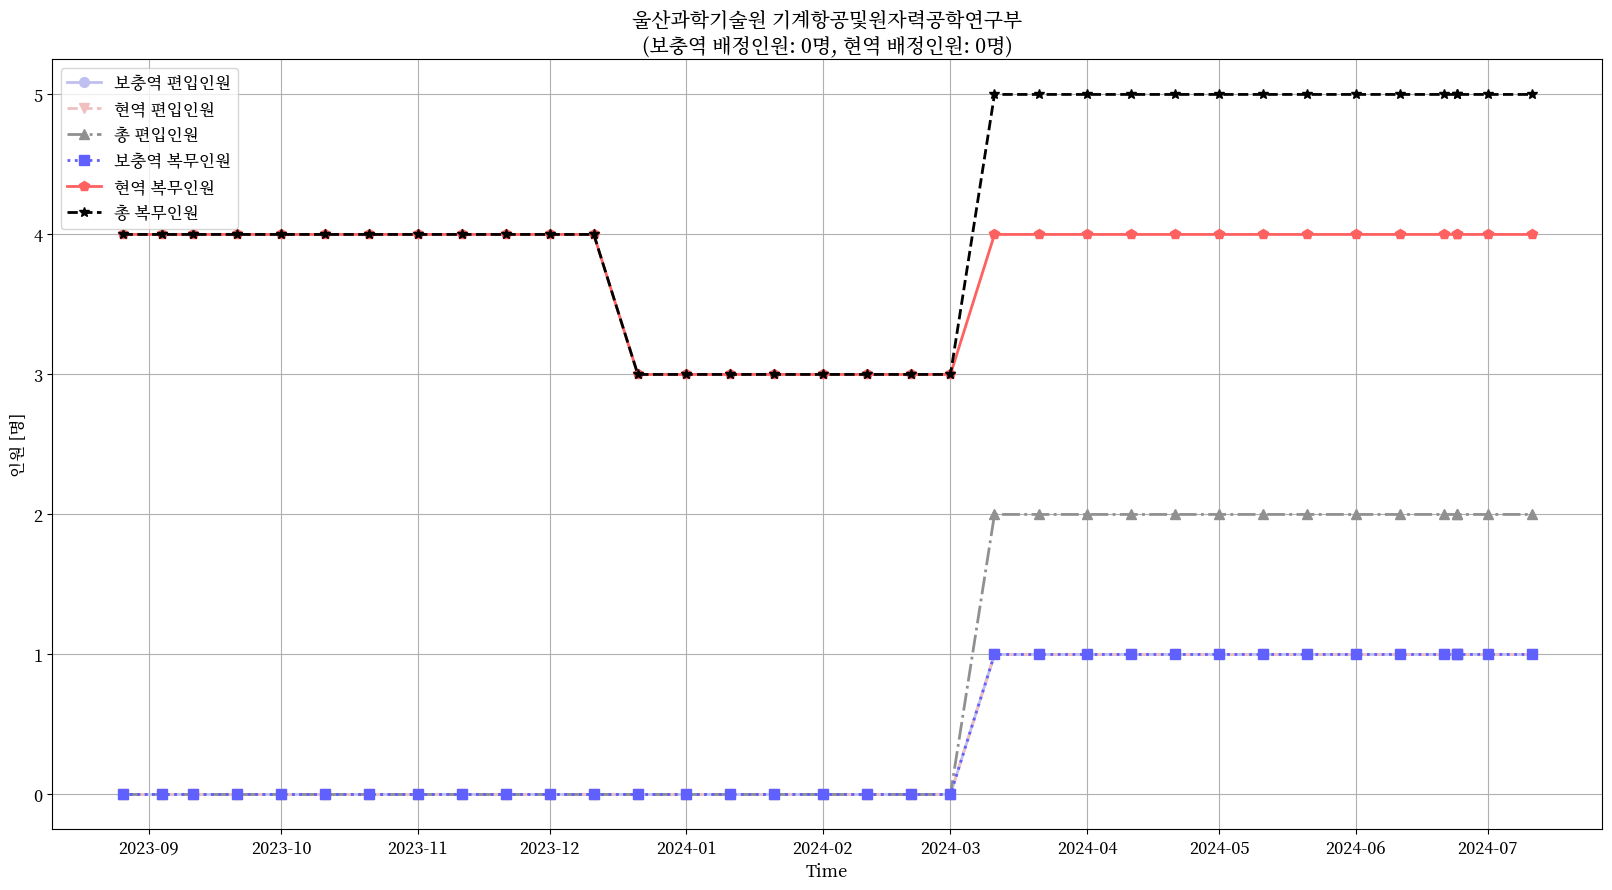 울산과학기술원 기계항공및원자력공학연구부
(보충역 배정인원: 0명, 현역 배정인원: 0명)
보충역 편입인원
현역 편입인원
총 편입인원
보충역 복무인원
현역 복무인원
총 복무인원
인원 [명]
5
4
3
2
1
0
2023-09 2023-10 2023-11 2023-12 2024-01 2024-02 2024-03 2024-04 2024-05 2024-06 2024-07
Time